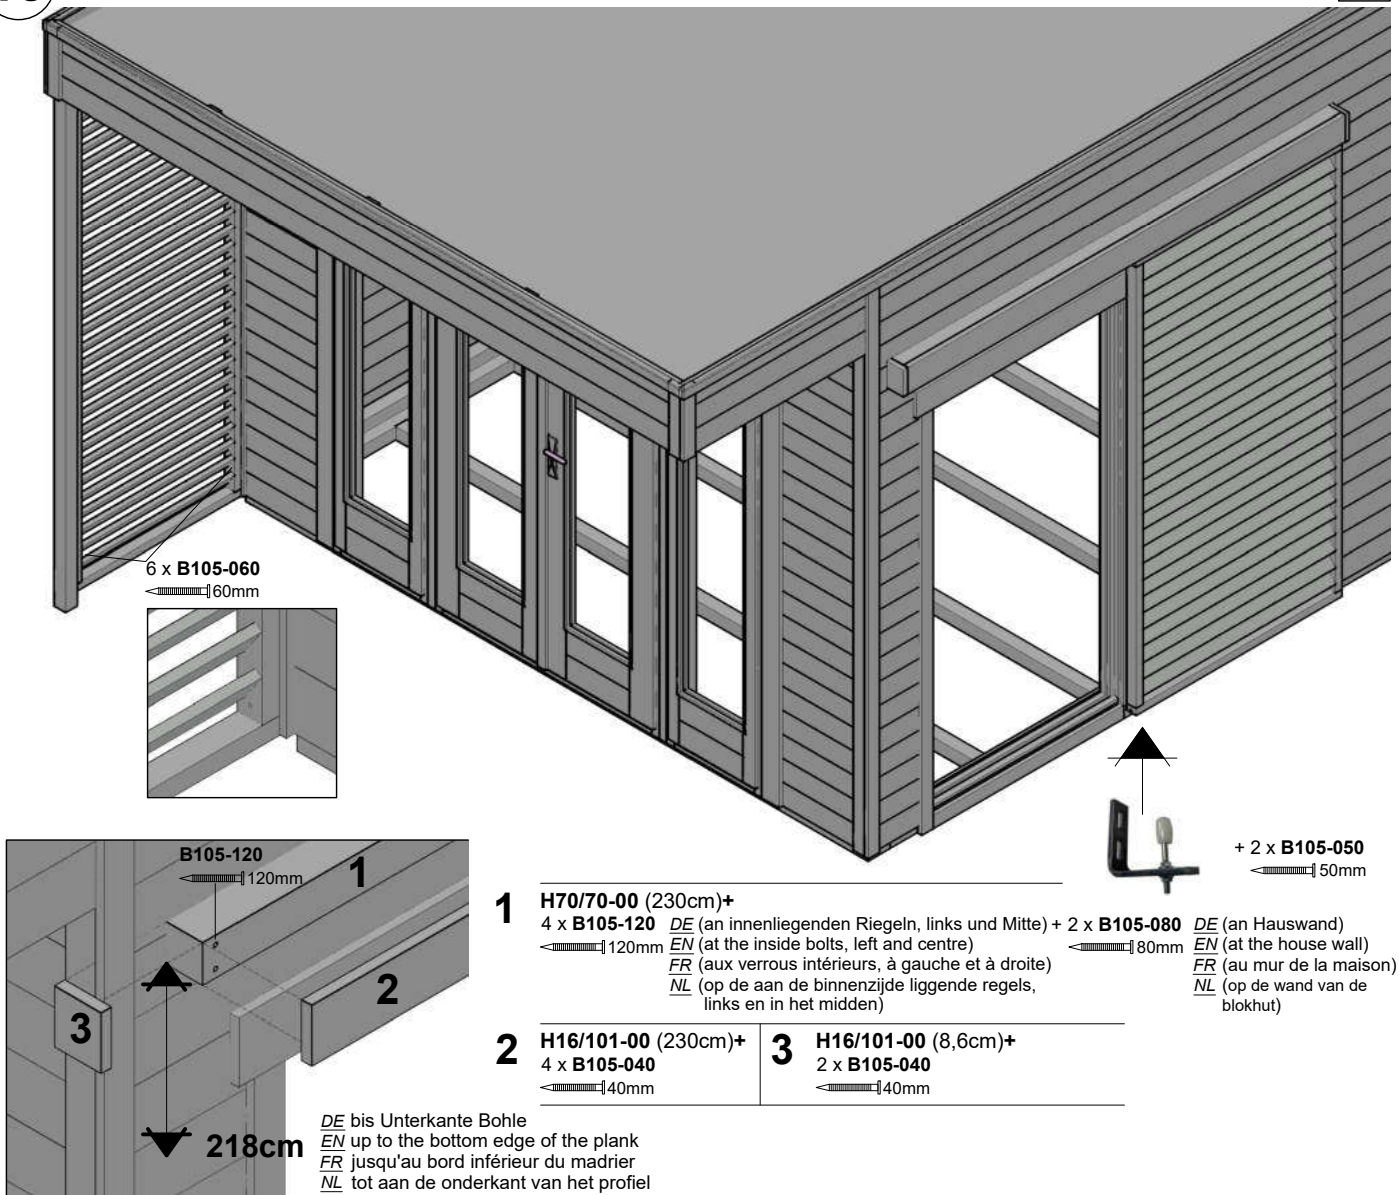 6 x B105-060
60mm
B105-120
120mm
1
2
3
218cm
DE bis Unterkante Bohle
EN up to the bottom edge of the plank
FR jusqu'au bord inférieur du madrier
NL tot aan de onderkant van het profiel
+ 2 x B105-050
50mm
1 H70/70-00 (230cm)+
4 x B105-120
120mm
DE (an innenliegenden Riegeln, links und Mitte)
EN (at the inside bolts, left and centre)
FR (aux verrous intérieurs, à gauche et à droite)
NL (op de aan de binnenzijde liggende regels,
links en in het midden)
+ 2 x B105-080
80mm
DE (an Hauswand)
EN (at the house wall)
FR (au mur de la maison)
NL (op de wand van de
blokhut)
2 H16/101-00 (230cm)+
4 x B105-040
40mm
3 H16/101-00 (8,6cm)+
2 x B105-040
40mm